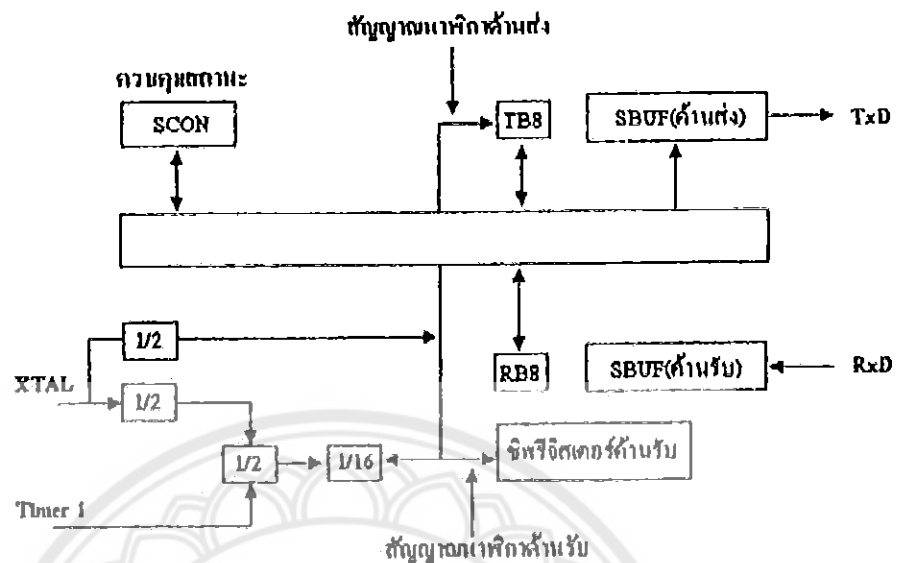 สัญญาณนาฬิกาด้านส่ง
ควบคุมสถานะ
SCON
TB8
SBUF(ด้านส่ง)
TxD
1/2
XTAL
1/2
RB8
SBUF(ด้านรับ)
RxD
1/2
1/16
ชิพรีจิสเตอร์ด้านรับ
Timer 1
สัญญาณนาฬิกาด้านรับ